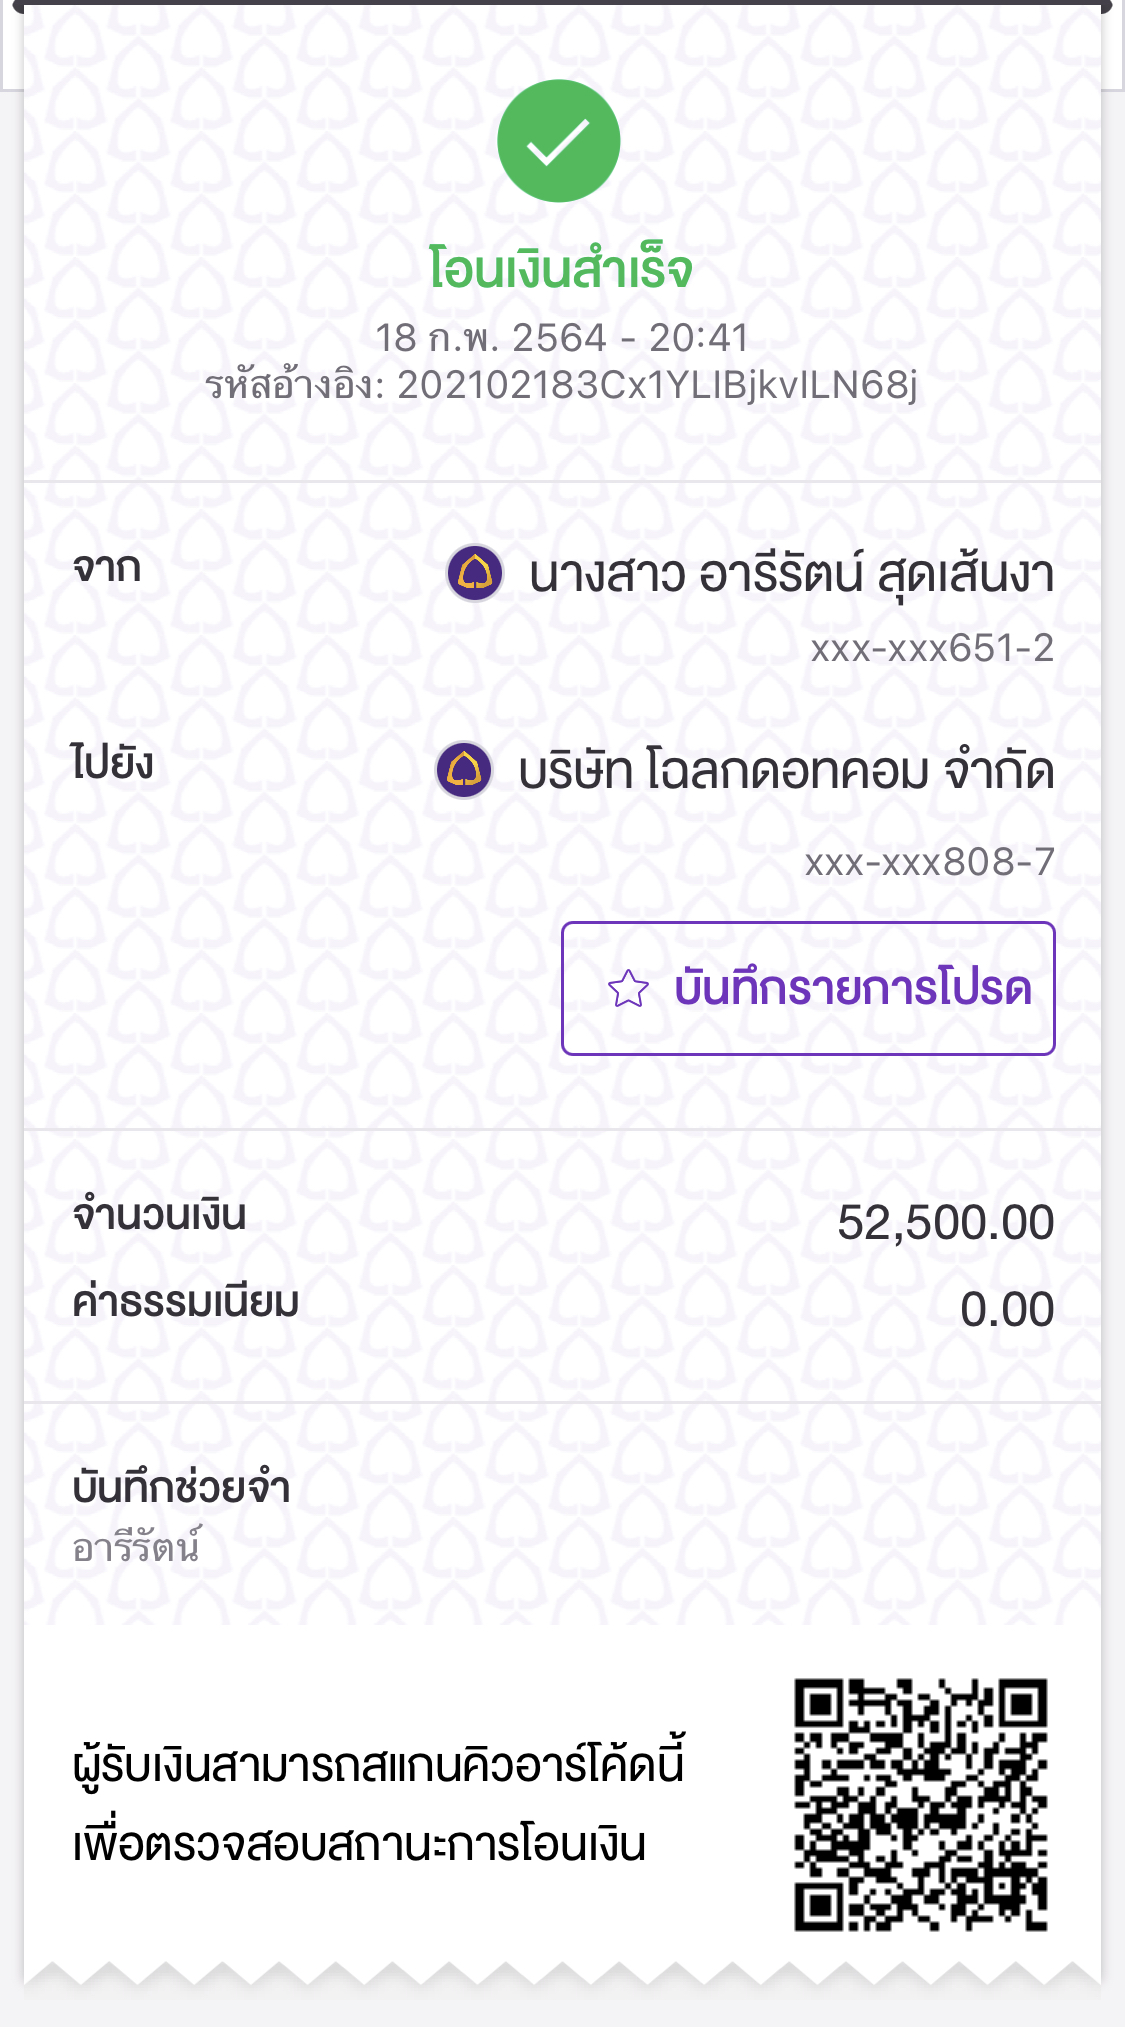 โอนเงินสำเร็จ
18 ก.พ. 2564 - 20:41
รหัสอ้างอิง: 202102183Cx1YLIBjkvILN68j
จาก
นางสาว อารีรัตน์ สุดเส้นงา
xxx-xxx651-2
ไปยัง
บริษัท โฉลกดอทคอม จำกัด
xxx-xxx808-7
บันทึกรายการโปรด
จำนวนเงิน 52,500.00
ค่าธรรมเนียม 0.00
บันทึกช่วยจำ
อารีรัตน์
ผู้รับเงินสามารถสแกนคิวอาร์โค้ดนี้
เพื่อตรวจสอบสถานะการโอนเงิน